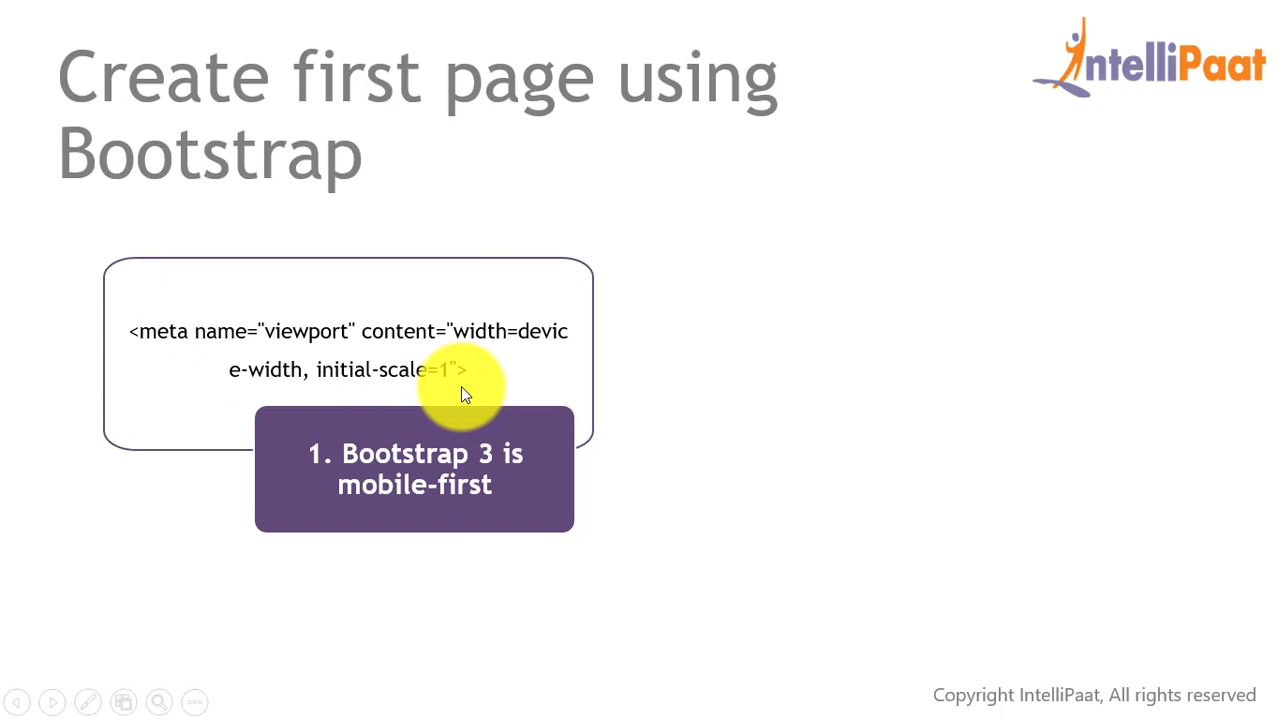 Create first page using
Bootstrap
IntelliPaat
<meta name="viewport" content="width=devic
e-width, initial-scale=1">
1. Bootstrap 3 is
mobile-first
Copyright IntelliPaat, All rights reserved